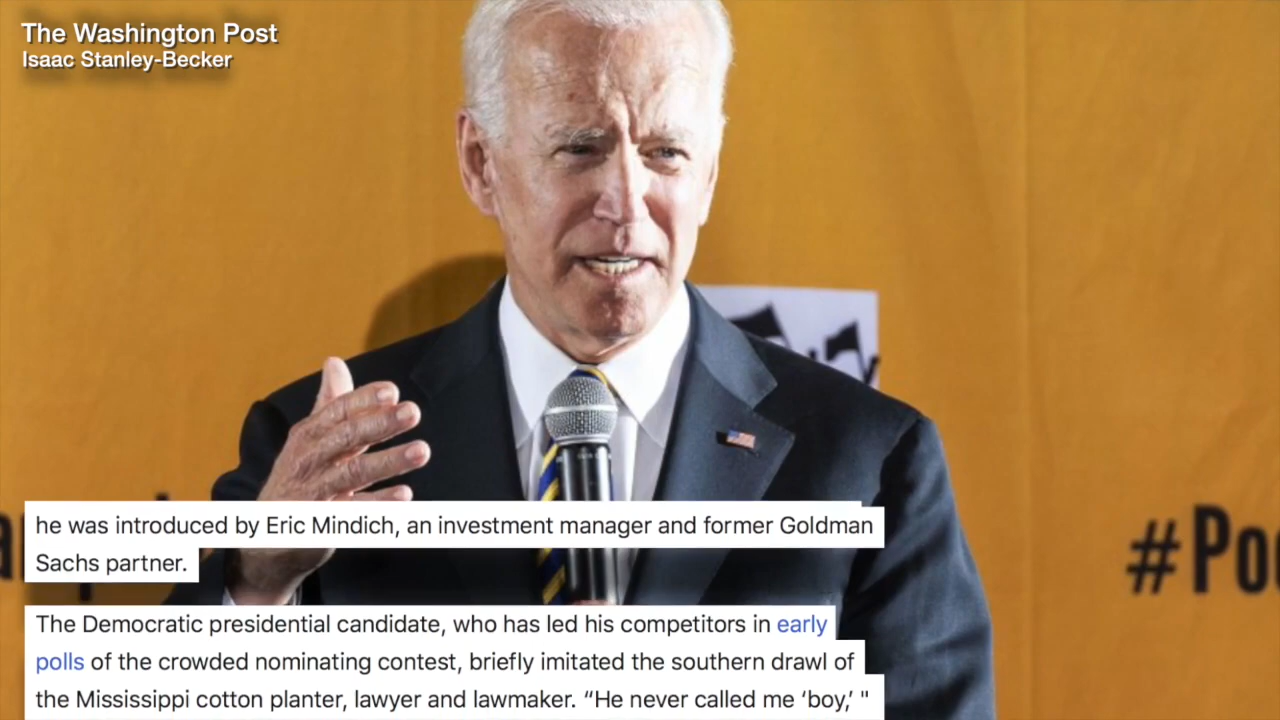 The Washington Post
Isaac Stanley-Becker
#Poo
he was introduced by Eric Mindich, an investment manager and former Goldman
Sachs partner.
The Democratic presidential candidate, who has led his competitors in early
polls of the crowded nominating contest, briefly imitated the southern drawl of
the Mississippi cotton planter, lawyer and lawmaker. “He never called me ‘boy,’ "